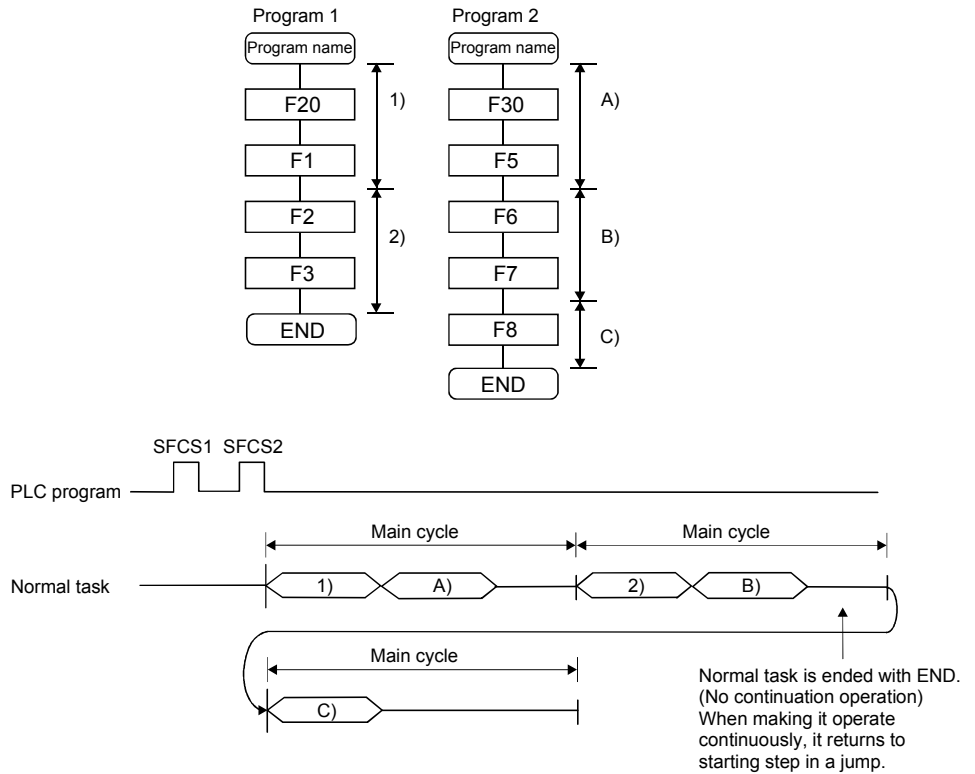 Program 1
Program name
F20
F1
F2
F3
END
1)
2)
Program 2
Program name
F30
F5
F6
F7
F8
END
A)
B)
C)
SFCS1 SFCS2
PLC program
Main cycle Main cycle
Normal task
1) A) 2) B)
Main cycle
C)
Normal task is ended with END.
(No continuation operation)
When making it operate
continuously, it returns to
starting step in a jump.